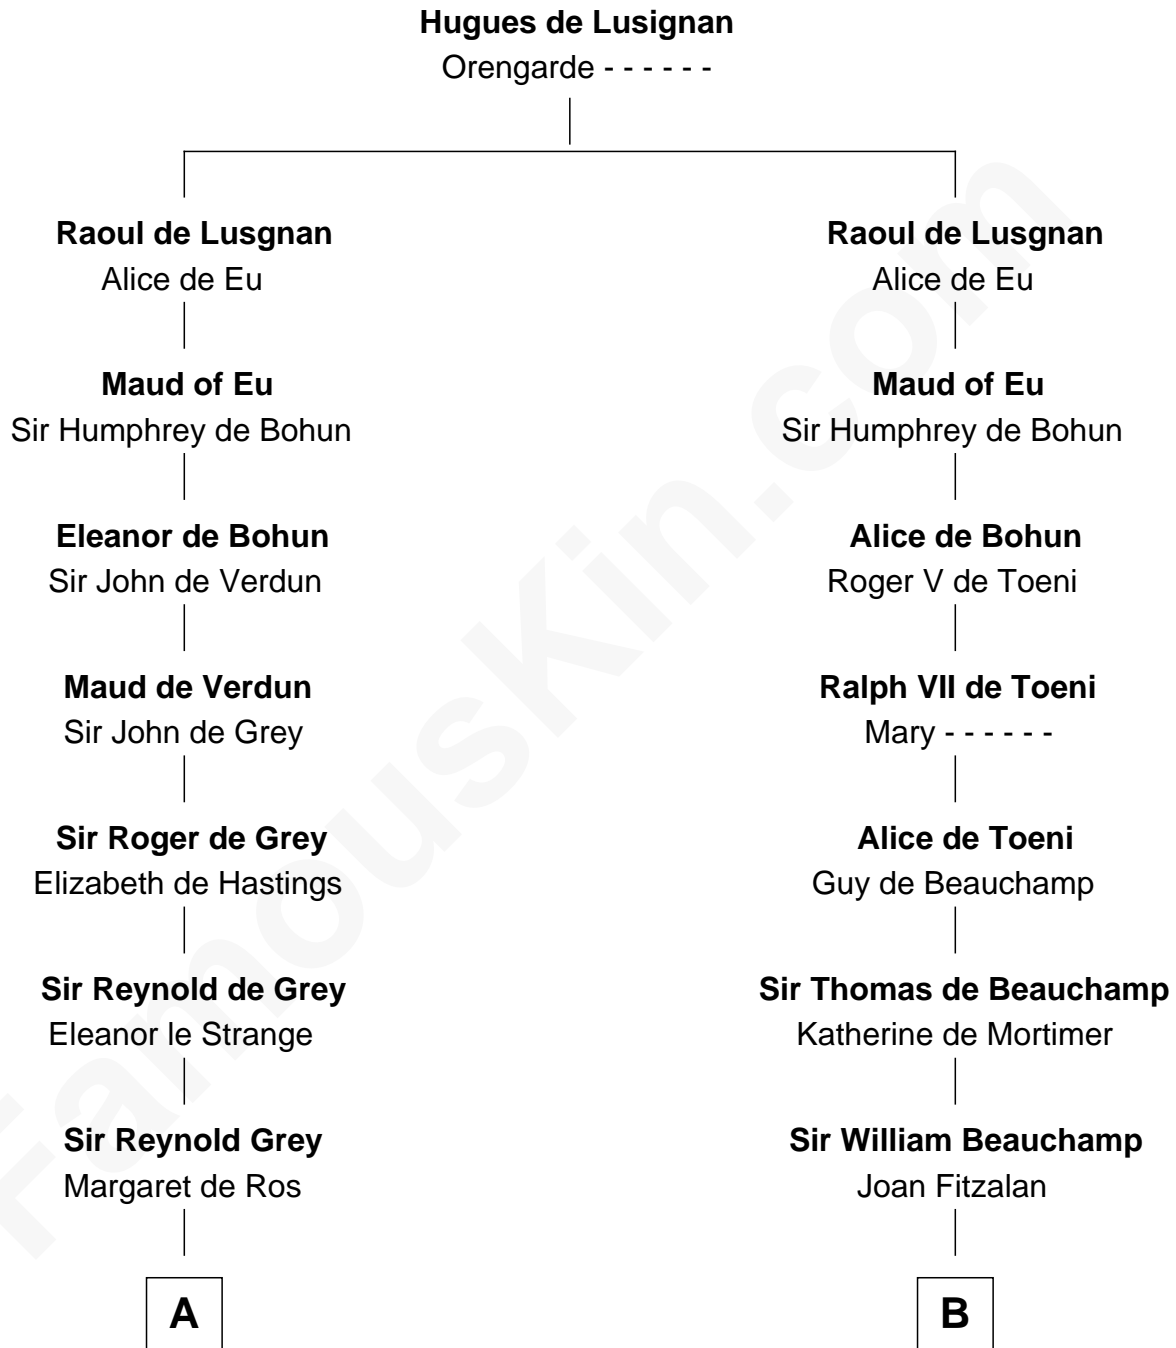 Hugues de Lusignan
Orengarde - - - - - -
Raoul de Lusgnan
Alice de Eu
Maud of Eu
Sir Humphrey de Bohun
Eleanor de Bohun
Sir John de Verdun
Maud de Verdun
Sir John de Grey
Sir Roger de Grey
Elizabeth de Hastings
Sir Reynold de Grey
Eleanor le Strange
Sir Reynold Grey
Margaret de Ros
A
Raoul de Lusgnan
Alice de Eu
Maud of Eu
Sir Humphrey de Bohun
Alice de Bohun
Roger V de Toeni
Ralph VII de Toeni
Mary - - - - - -
Alice de Toeni
Guy de Beauchamp
Sir Thomas de Beauchamp
Katherine de Mortimer
Sir William Beauchamp
Joan Fitzalan
B
FamousKin.com